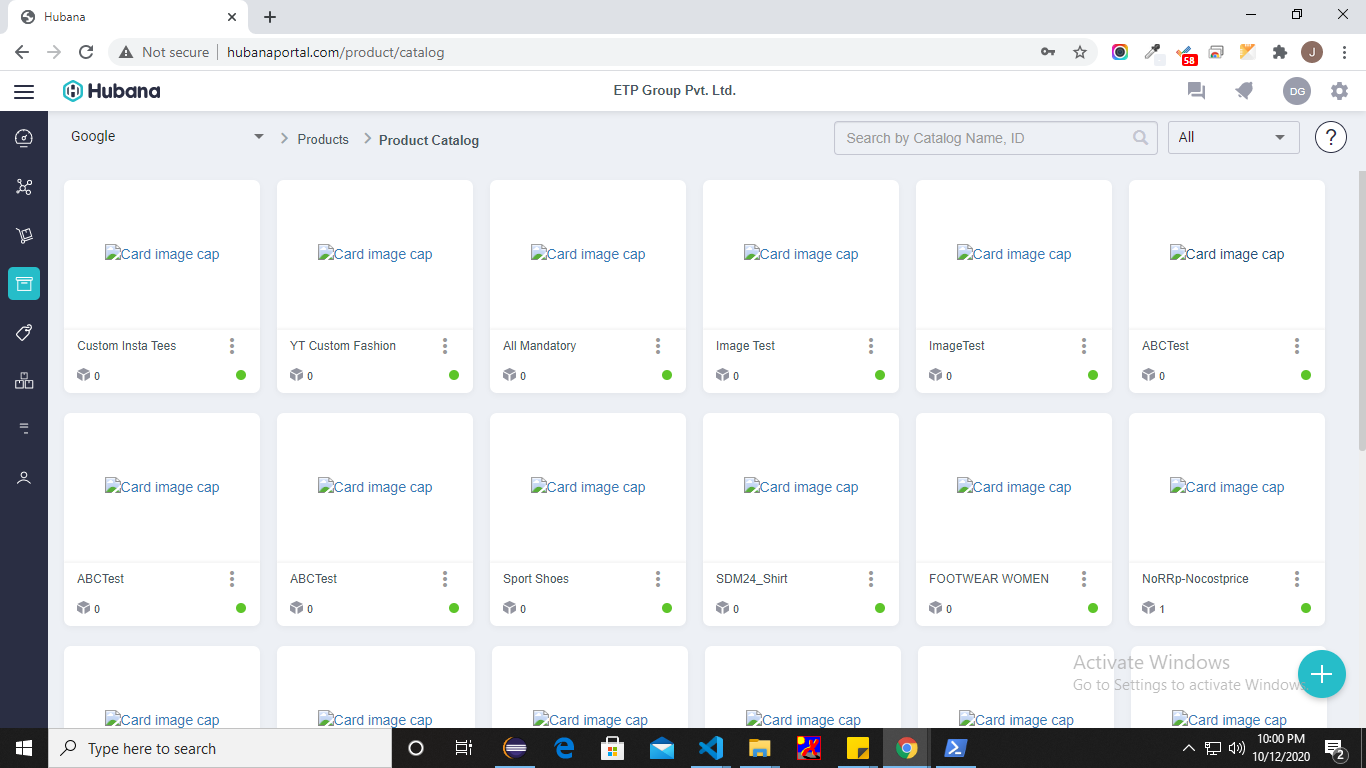 Hubana
Not secure
hubanaportal.com/product/catalog
58
J
Hubana
ETP Group Pvt. Ltd.
DG
Google
Products
Product Catalog
Search by Catalog Name, ID
All
?
Card image cap
Card image cap
Card image cap
Card image cap
Card image cap
Card image cap
Custom Insta Tees
YT Custom Fashion
All Mandatory
Image Test
ImageTest
ABCTest
0
0
0
0
0
0
Card image cap
Card image cap
Card image cap
Card image cap
Card image cap
Card image cap
ABCTest
ABCTest
Sport Shoes
SDM24_Shirt
FOOTWEAR WOMEN
NoRRp-Nocostprice
0
0
0
0
0
1
Activate Windows
Go to Settings to activate Windows.
Card image cap
Card image cap
Card image cap
Card image cap
Card image cap
Card image cap
Type here to search
10:00 PM
10/12/2020
2